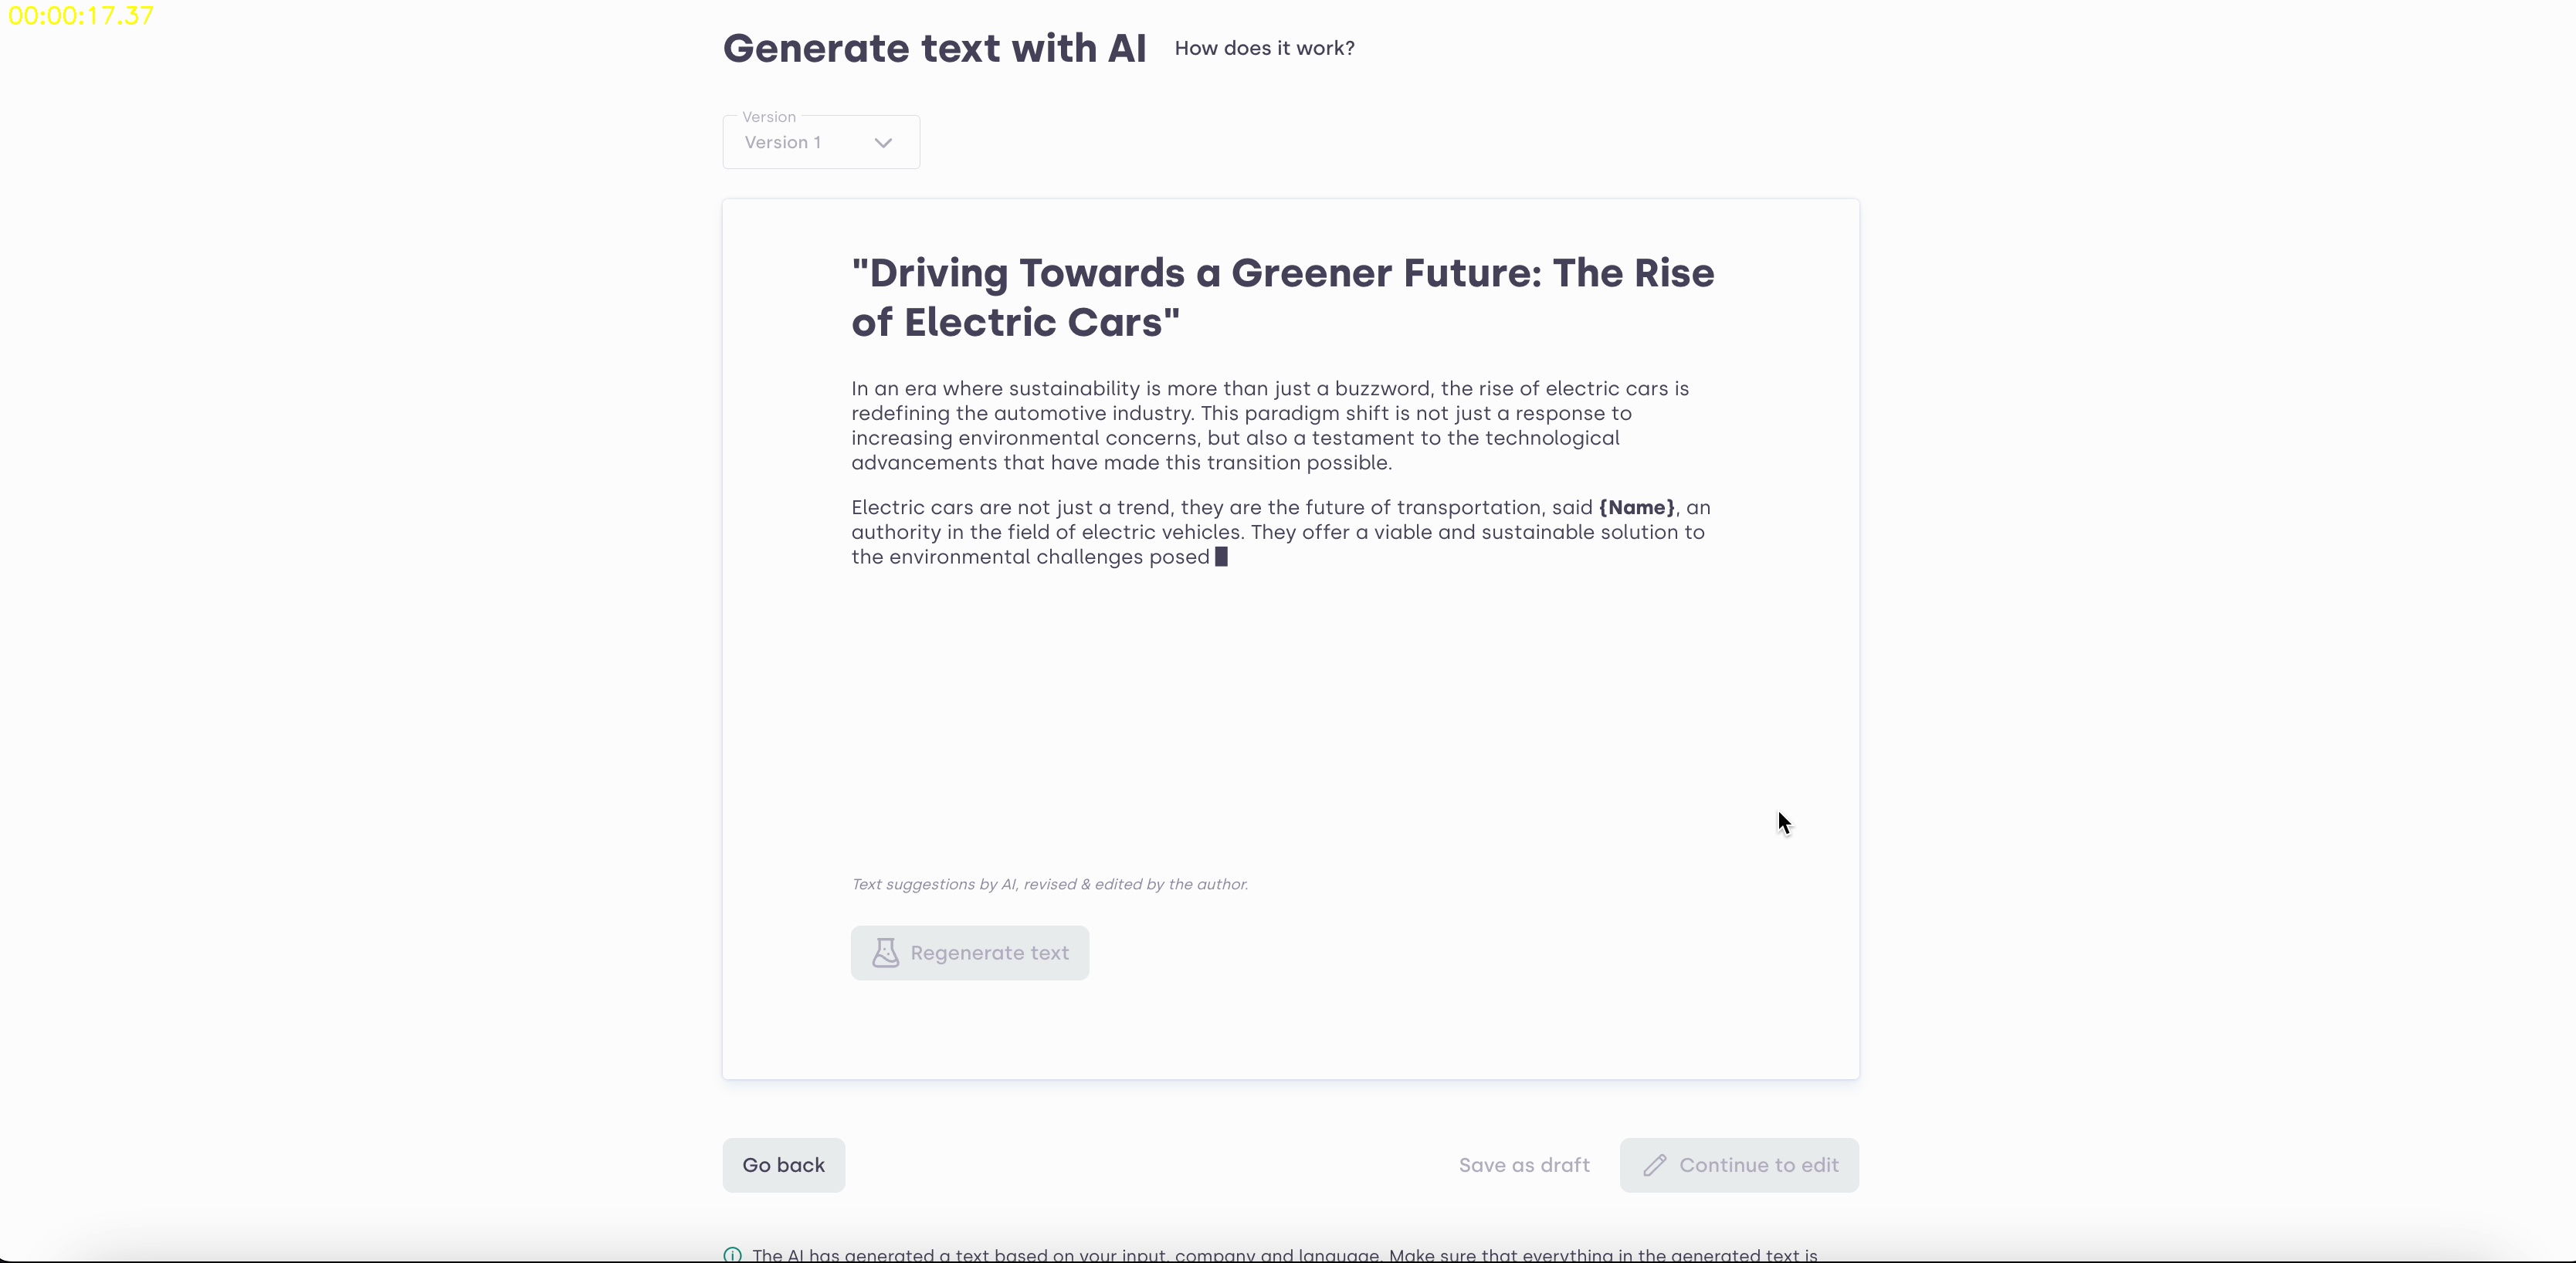 00:00:17.37
Generate text with AI How does it work?
Version
Version 1
"Driving Towards a Greener Future: The Rise
of Electric Cars"
In an era where sustainability is more than just a buzzword, the rise of electric cars is
redefining the automotive industry. This paradigm shift is not just a response to
increasing environmental concerns, but also a testament to the technological
advancements that have made this transition possible.
Electric cars are not just a trend, they are the future of transportation, said {Name}, an
authority in the field of electric vehicles. They offer a viable and sustainable solution to
the environmental challenges posed
Text suggestions by AI, revised & edited by the author.
Regenerate text
Go back
Save as draft
Continue to edit
The AI has generated a text based on your input, company and language. Make sure that everything in the generated text is